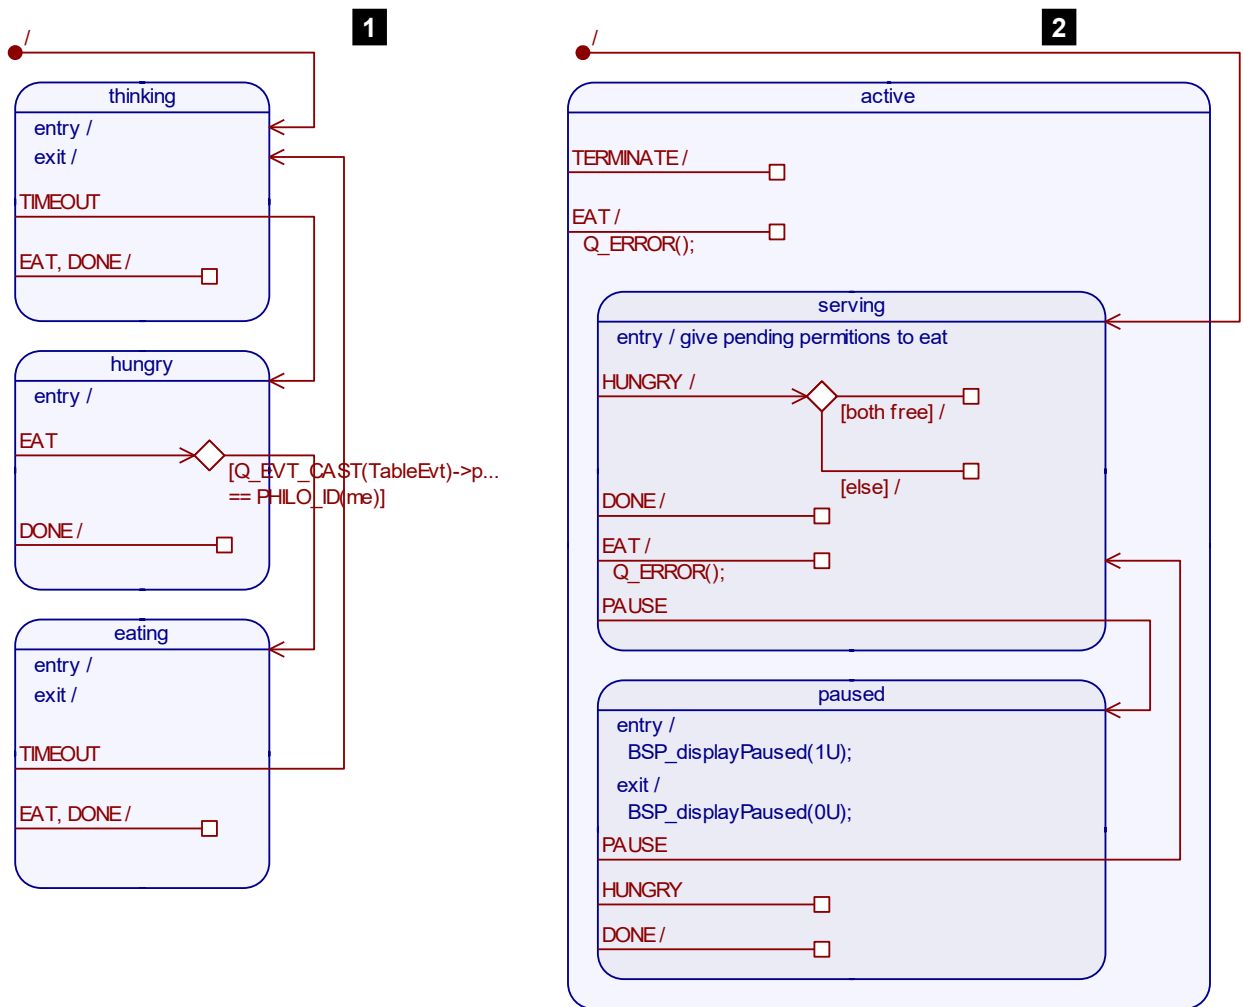 /
1
thinking
entry /
exit /
TIMEOUT
EAT, DONE /
hungry
entry /
EAT
[Q_EVT_CAST(TableEvt)->p...
== PHILO_ID(me)]
DONE /
eating
entry /
exit /
TIMEOUT
EAT, DONE /
/
2
active
TERMINATE /
EAT /
Q_ERROR();
serving
entry / give pending permitions to eat
HUNGRY /
[both free] /
[else] /
DONE /
EAT /
Q_ERROR();
PAUSE
paused
entry /
BSP_displayPaused(1U);
exit /
BSP_displayPaused(0U);
PAUSE
HUNGRY
DONE /